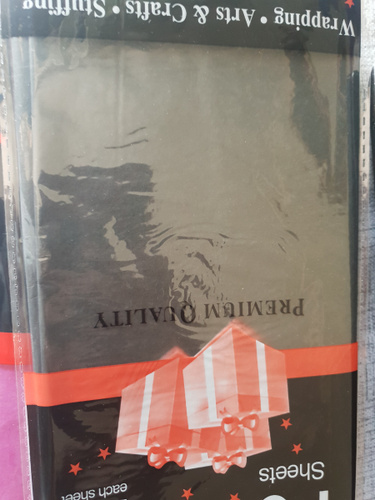 each sheet
Sheets
PREMIUM QUALITY
Wrapping • Arts & Crafts • Stuffing